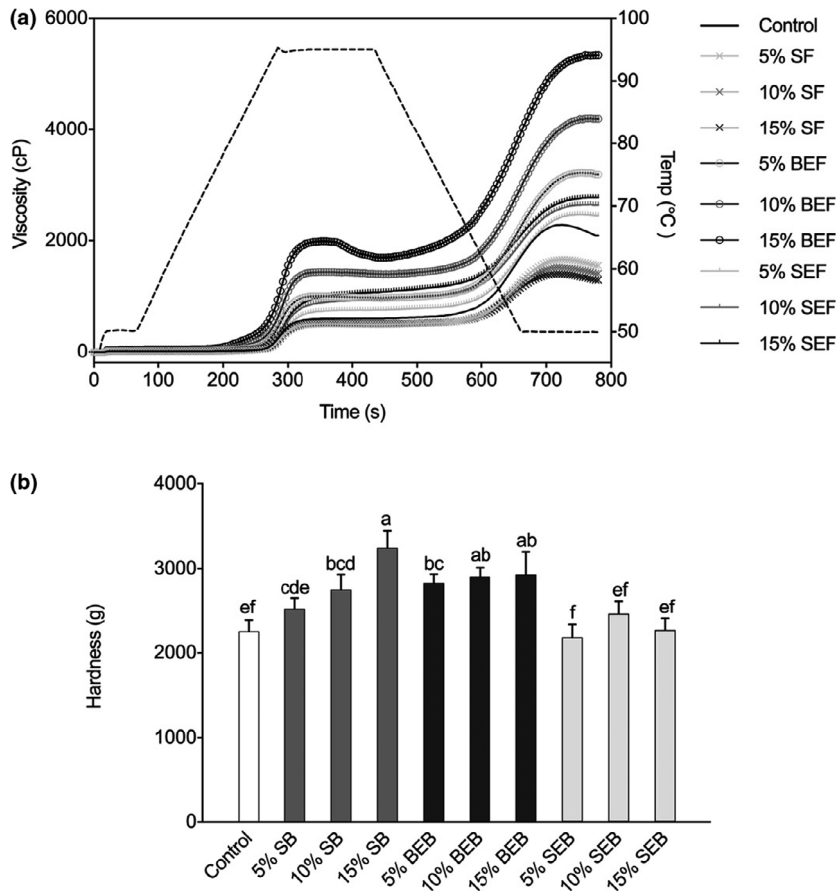 (a)
6000
4000
2000
0
Viscosity (cP)
100
90
80
70
60
50
Temp (°C)
0 100 200 300 400 500 600 700 800
Time (s)
Control
5% SF
10% SF
15% SF
5% BEF
10% BEF
15% BEF
5% SEF
10% SEF
15% SEF
(b)
4000
3000
2000
1000
0
Hardness (g)
ef
cde
bcd
a
bc
ab
ab
f
ef
ef
Control
5% SB
10% SB
15% SB
5% BEB
10% BEB
15% BEB
5% SEB
10% SEB
15% SEB